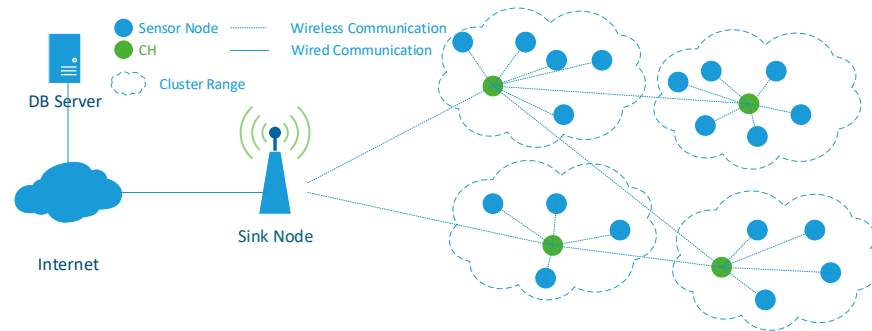 Sensor Node
Wireless Communication
CH
Wired Communication
Cluster Range
DB Server
Sink Node
Internet